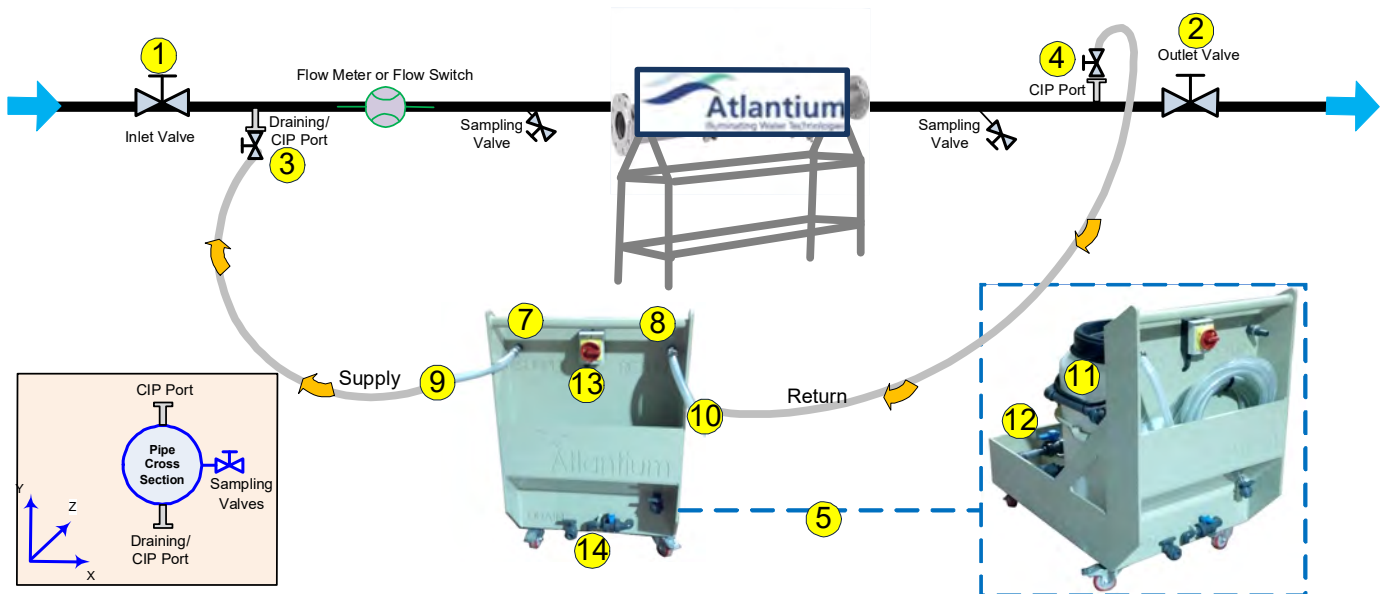 1
Inlet Valve
Draining/
CIP Port
3
Flow Meter or Flow Switch
Sampling
Valve
Atlantium
Illuminating Water Technologies
Sampling
Valve
4
CIP Port
2
Outlet Valve
Supply
9
7
13
8
10
Return
Atlantium
14
5
11
12
CIP Port
Pipe
Cross
Section
Sampling
Valves
Draining/
CIP Port
Y
Z
X